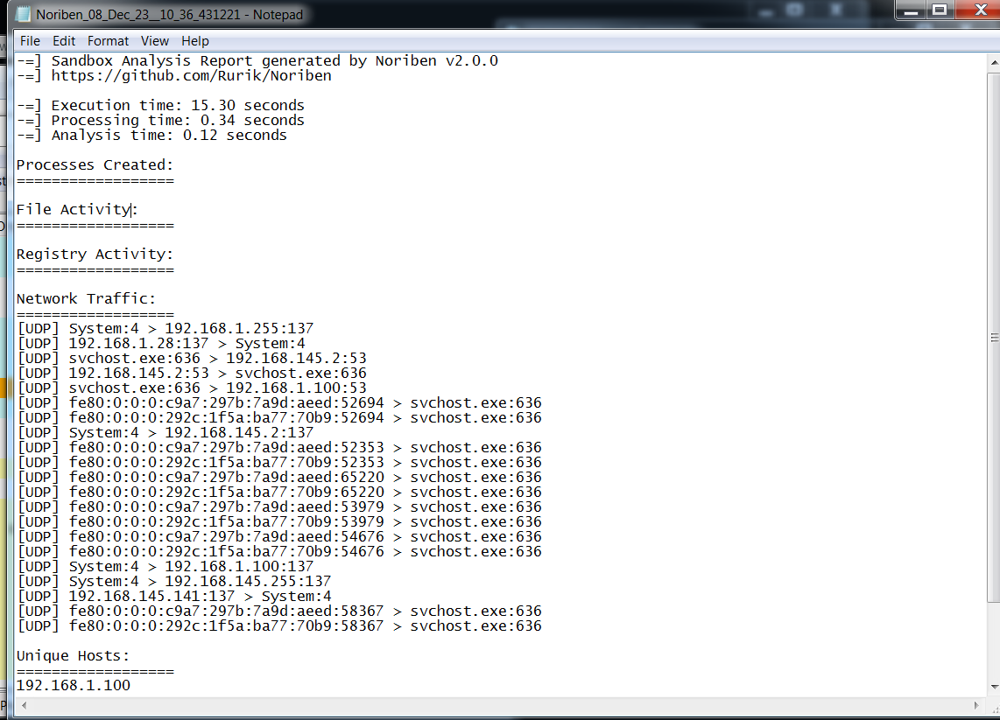 Noriben_08_Dec_23__10_36_431221 - Notepad
File Edit Format View Help
-=] Sandbox Analysis Report generated by Noriben v2.0.0
-=] https://github.com/Rurik/Noriben
-=] Execution time: 15.30 seconds
-=] Processing time: 0.34 seconds
-=] Analysis time: 0.12 seconds
Processes Created:
==================
File Activity:
==================
Registry Activity:
==================
Network Traffic:
==================
[UDP] System:4 > 192.168.1.255:137
[UDP] 192.168.1.28:137 > System:4
[UDP] svchost.exe:636 > 192.168.145.2:53
[UDP] 192.168.145.2:53 > svchost.exe:636
[UDP] svchost.exe:636 > 192.168.1.100:53
[UDP] fe80:0:0:0:c9a7:297b:7a9d:aeed:52694 > svchost.exe:636
[UDP] fe80:0:0:0:292c:1f5a:ba77:70b9:52694 > svchost.exe:636
[UDP] System:4 > 192.168.145.2:137
[UDP] fe80:0:0:0:c9a7:297b:7a9d:aeed:52353 > svchost.exe:636
[UDP] fe80:0:0:0:292c:1f5a:ba77:70b9:52353 > svchost.exe:636
[UDP] fe80:0:0:0:c9a7:297b:7a9d:aeed:65220 > svchost.exe:636
[UDP] fe80:0:0:0:292c:1f5a:ba77:70b9:65220 > svchost.exe:636
[UDP] fe80:0:0:0:c9a7:297b:7a9d:aeed:53979 > svchost.exe:636
[UDP] fe80:0:0:0:292c:1f5a:ba77:70b9:53979 > svchost.exe:636
[UDP] fe80:0:0:0:c9a7:297b:7a9d:aeed:54676 > svchost.exe:636
[UDP] fe80:0:0:0:292c:1f5a:ba77:70b9:54676 > svchost.exe:636
[UDP] System:4 > 192.168.1.100:137
[UDP] System:4 > 192.168.145.255:137
[UDP] 192.168.145.141:137 > System:4
[UDP] fe80:0:0:0:c9a7:297b:7a9d:aeed:58367 > svchost.exe:636
[UDP] fe80:0:0:0:292c:1f5a:ba77:70b9:58367 > svchost.exe:636
Unique Hosts:
==================
192.168.1.100